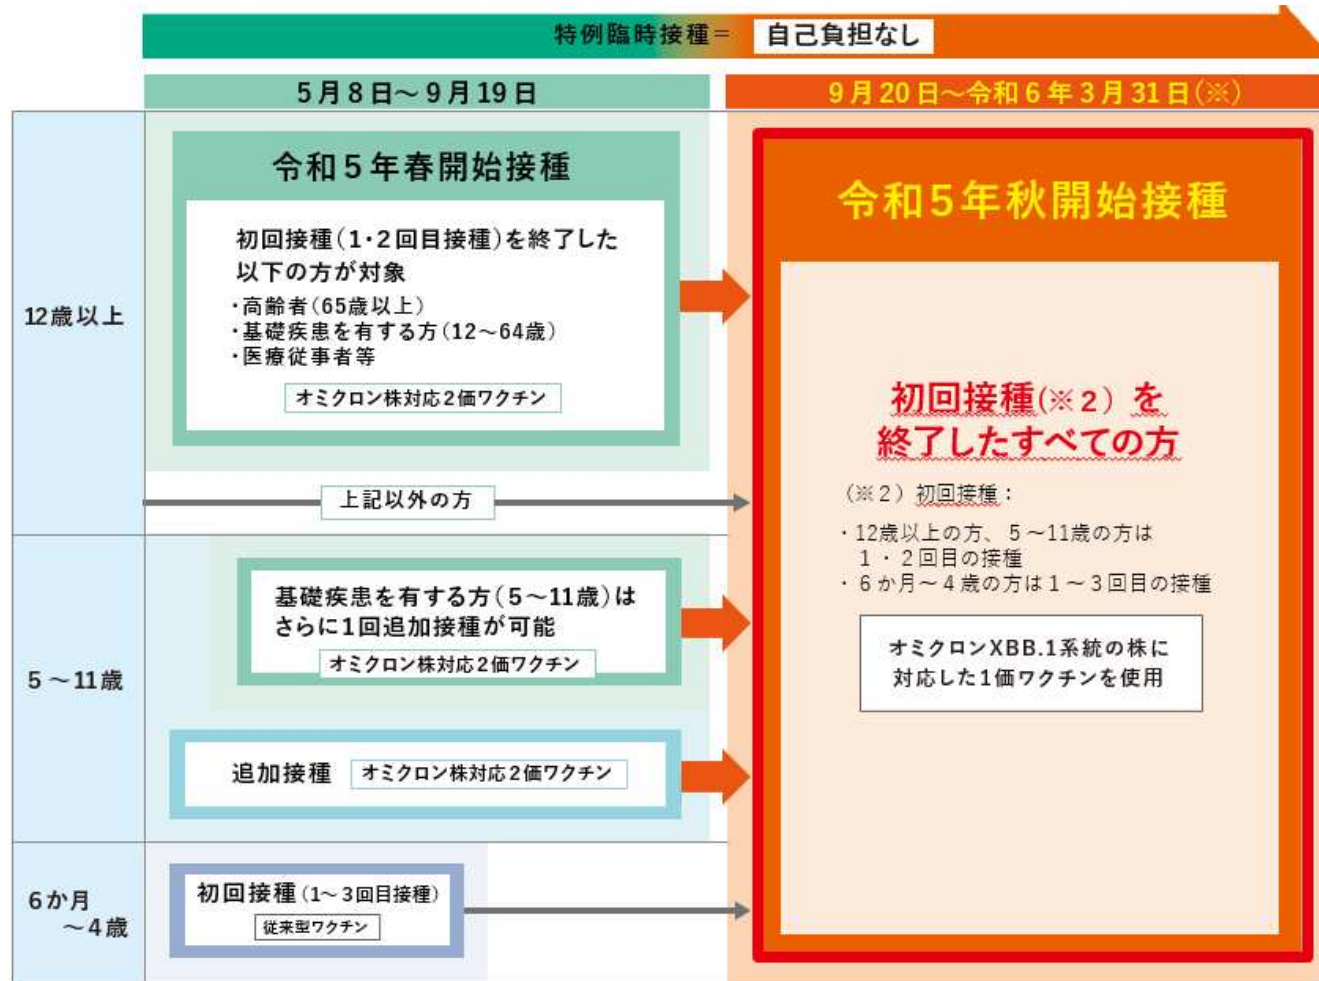 特例臨時接種＝ 自己負担なし
5月8日～9月19日
9月20日～令和6年3月31日(※)
12歳以上
令和5年春開始接種
初回接種(1・2回目接種)を終了した
以下の方が対象
・高齢者(65歳以上)
・基礎疾患を有する方(12～64歳)
・医療従事者等
オミクロン株対応2価ワクチン
上記以外の方
5～11歳
基礎疾患を有する方(5～11歳)は
さらに1回追加接種が可能
オミクロン株対応2価ワクチン
追加接種 オミクロン株対応2価ワクチン
6か月
～4歳
初回接種(1～3回目接種)
従来型ワクチン
令和5年秋開始接種
初回接種(※2)を
終了したすべての方
(※2)初回接種：
・12歳以上の方、5～11歳の方は
1・2回目の接種
・6か月～4歳の方は1～3回目の接種
オミクロンXBB.1系統の株に
対応した1価ワクチンを使用